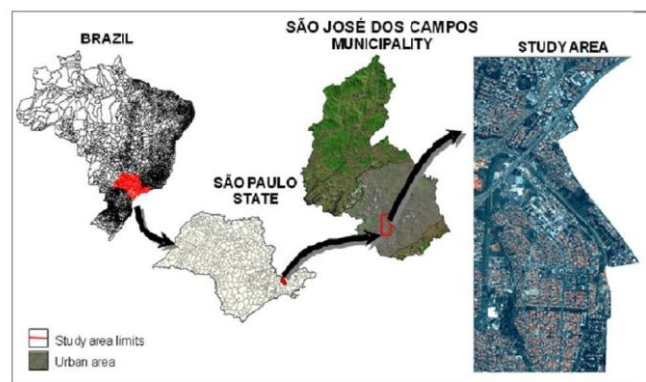 BRAZIL
SÃO JOSÉ DOS CAMPOS
MUNICIPALITY
STUDY AREA
SÃO PAULO
STATE
Study area limits
Urban area